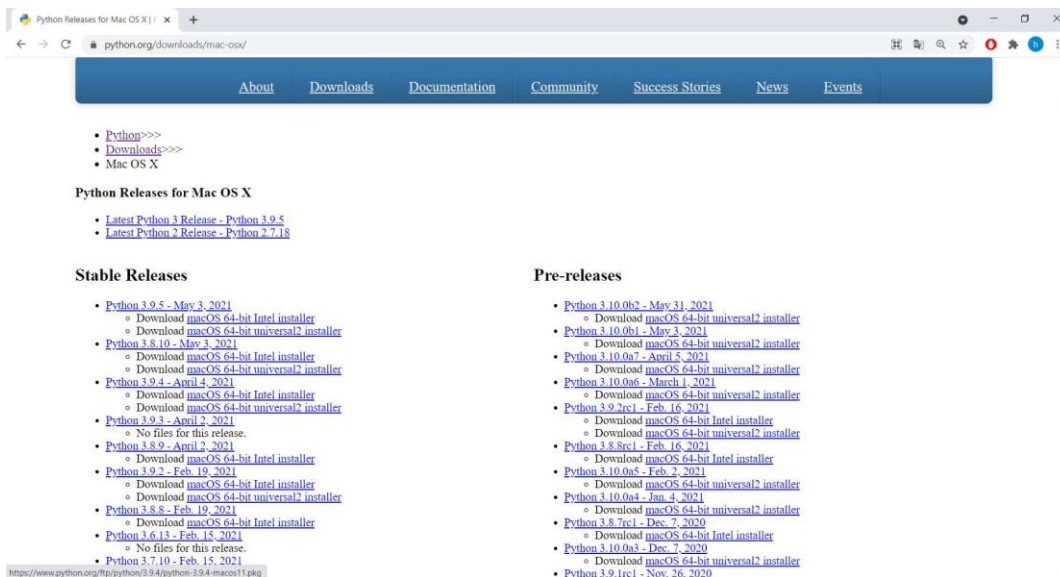 Python Releases for Mac OS X |
python.org/downloads/mac-osx/
About Downloads Documentation Community Success Stories News Events
Python>>>
Downloads>>>
Mac OS X
Python Releases for Mac OS X
Latest Python 3 Release - Python 3.9.5
Latest Python 2 Release - Python 2.7.18
Stable Releases
Python 3.9.5 - May 3, 2021
Download macOS 64-bit Intel installer
Download macOS 64-bit universal2 installer
Python 3.8.10 - May 3, 2021
Download macOS 64-bit Intel installer
Download macOS 64-bit universal2 installer
Python 3.9.4 - April 4, 2021
Download macOS 64-bit Intel installer
Download macOS 64-bit universal2 installer
Python 3.9.3 - April 2, 2021
No files for this release.
Python 3.8.9 - April 2, 2021
Download macOS 64-bit Intel installer
Python 3.9.2 - Feb. 19, 2021
Download macOS 64-bit Intel installer
Download macOS 64-bit universal2 installer
Python 3.8.8 - Feb. 19, 2021
Download macOS 64-bit Intel installer
Python 3.6.13 - Feb. 15, 2021
No files for this release.
Python 3.7.10 - Feb. 15, 2021
Pre-releases
Python 3.10.0b2 - May 31, 2021
Download macOS 64-bit universal2 installer
Python 3.10.0b1 - May 3, 2021
Download macOS 64-bit universal2 installer
Python 3.10.0a7 - April 5, 2021
Download macOS 64-bit universal2 installer
Python 3.10.0a6 - March 1, 2021
Download macOS 64-bit universal2 installer
Python 3.9.2rc1 - Feb. 16, 2021
Download macOS 64-bit Intel installer
Download macOS 64-bit universal2 installer
Python 3.8.8rc1 - Feb. 16, 2021
Download macOS 64-bit Intel installer
Python 3.10.0a5 - Feb. 2, 2021
Download macOS 64-bit universal2 installer
Python 3.10.0a4 - Jan. 4, 2021
Download macOS 64-bit universal2 installer
Python 3.8.7rc1 - Dec. 7, 2020
Download macOS 64-bit Intel installer
Python 3.10.0a3 - Dec. 7, 2020
Download macOS 64-bit universal2 installer
Python 3.9.1rc1 - Nov. 26, 2020
https://www.python.org/ftp/python/3.9.4/python-3.9.4-macos11.pkg